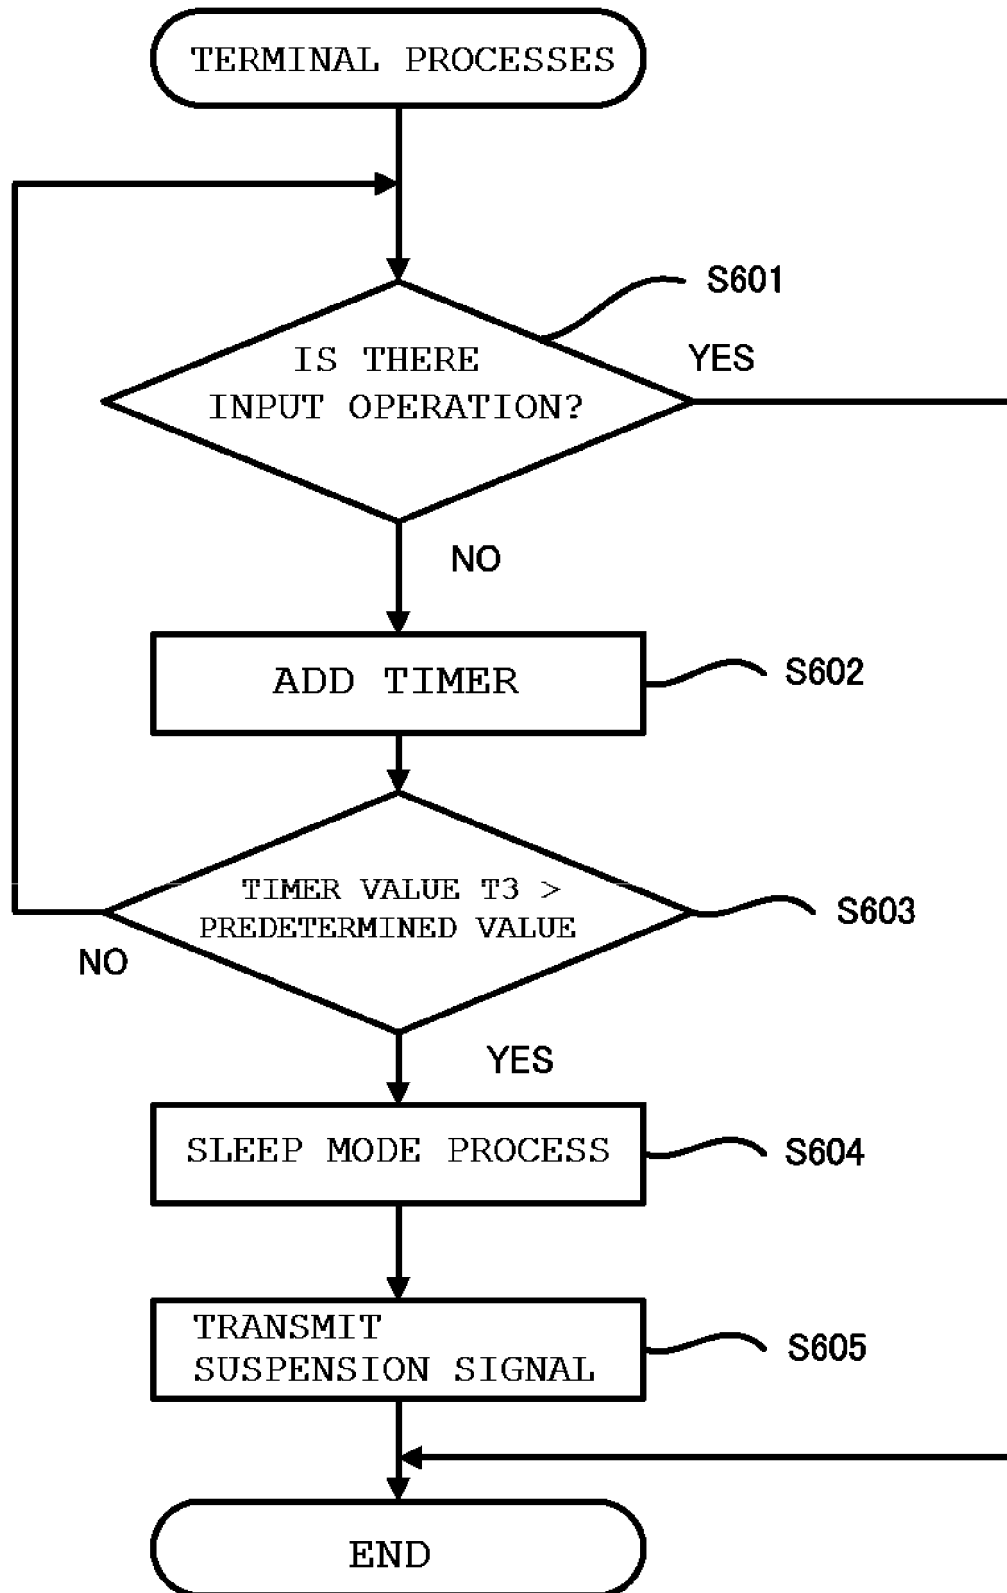 TERMINAL PROCESSES
S601
IS THERE
INPUT OPERATION?
YES
NO
ADD TIMER
S602
TIMER VALUE T3 >
PREDETERMINED VALUE
S603
NO
YES
SLEEP MODE PROCESS
S604
TRANSMIT
SUSPENSION SIGNAL
S605
END